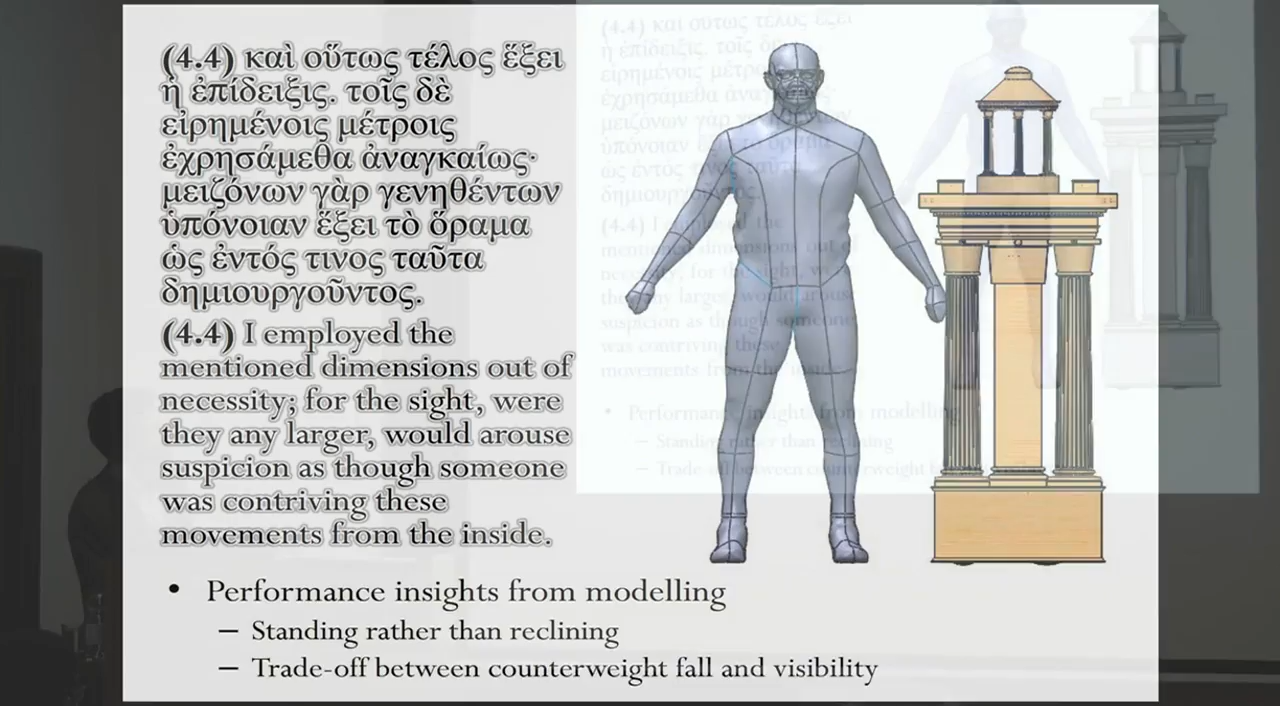 (4.4) καὶ οὕτως τέλος ἕξει
ἡ ἐπίδειξις. τοῖς δὲ
εἰρημένοις μέτροις
ἐχρησάμεθα ἀναγκαίως·
μειζόνων γὰρ γενηθέντων
ὑπόνοιαν ἕξει τὸ ὅραμα
ὡς ἐντός τινος ταῦτα
δημιουργοῦντος.
(4.4) I employed the
mentioned dimensions out of
necessity; for the sight, were
they any larger, would arouse
suspicion as though someone
was contriving these
movements from the inside.
• Performance insights from modelling
– Standing rather than reclining
– Trade-off between counterweight fall and visibility